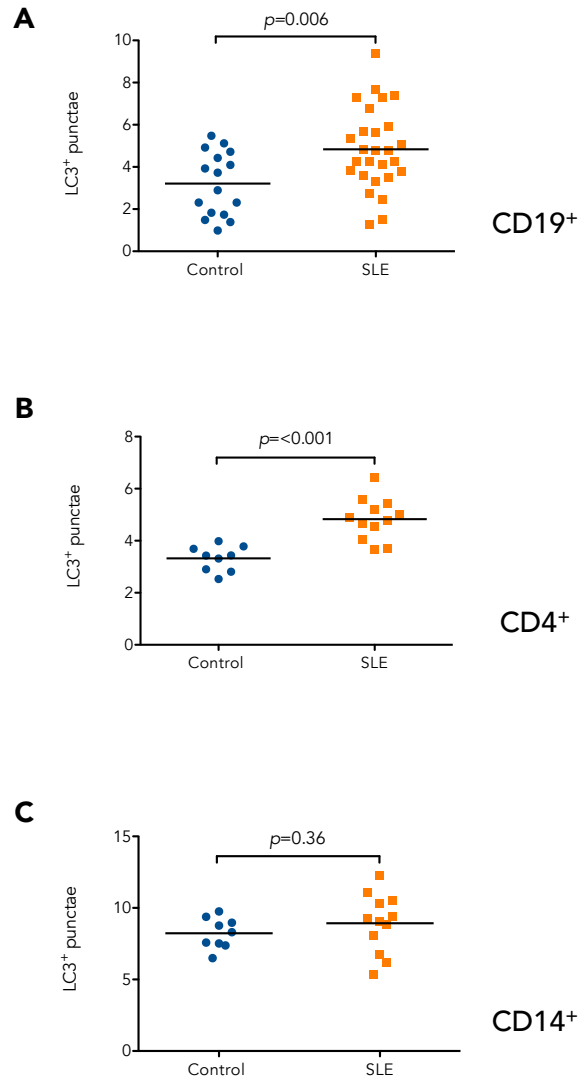 A
p=0.006
10
8
6
4
2
0
LC3⁺ punctae
Control
SLE
CD19⁺
B
p=<0.001
8
6
4
2
0
LC3⁺ punctae
Control
SLE
CD4⁺
C
p=0.36
15
10
5
0
LC3⁺ punctae
Control
SLE
CD14⁺